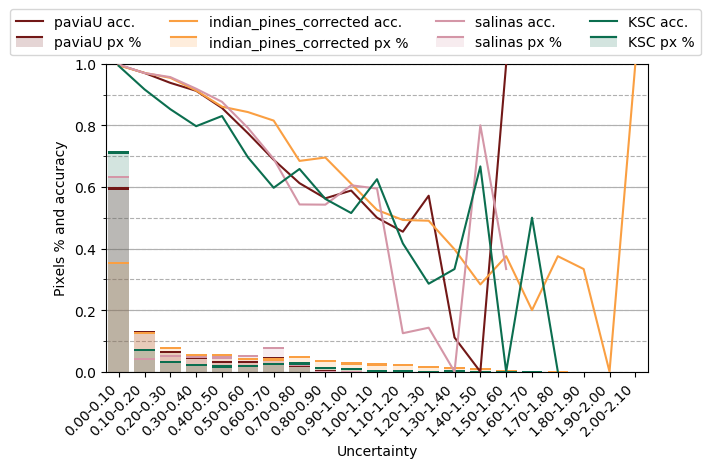 paviaU acc. indian_pines_corrected acc. salinas acc. KSC acc.
paviaU px % indian_pines_corrected px % salinas px % KSC px %
1.0
0.8
0.6
0.4
0.2
0.0
Pixels % and accuracy
0.00-0.10 0.10-0.20 0.20-0.30 0.30-0.40 0.40-0.50 0.50-0.60 0.60-0.70 0.70-0.80 0.80-0.90 0.90-1.00 1.00-1.10 1.10-1.20 1.20-1.30 1.30-1.40 1.40-1.50 1.50-1.60 1.60-1.70 1.70-1.80 1.80-1.90 1.90-2.00 2.00-2.10
Uncertainty